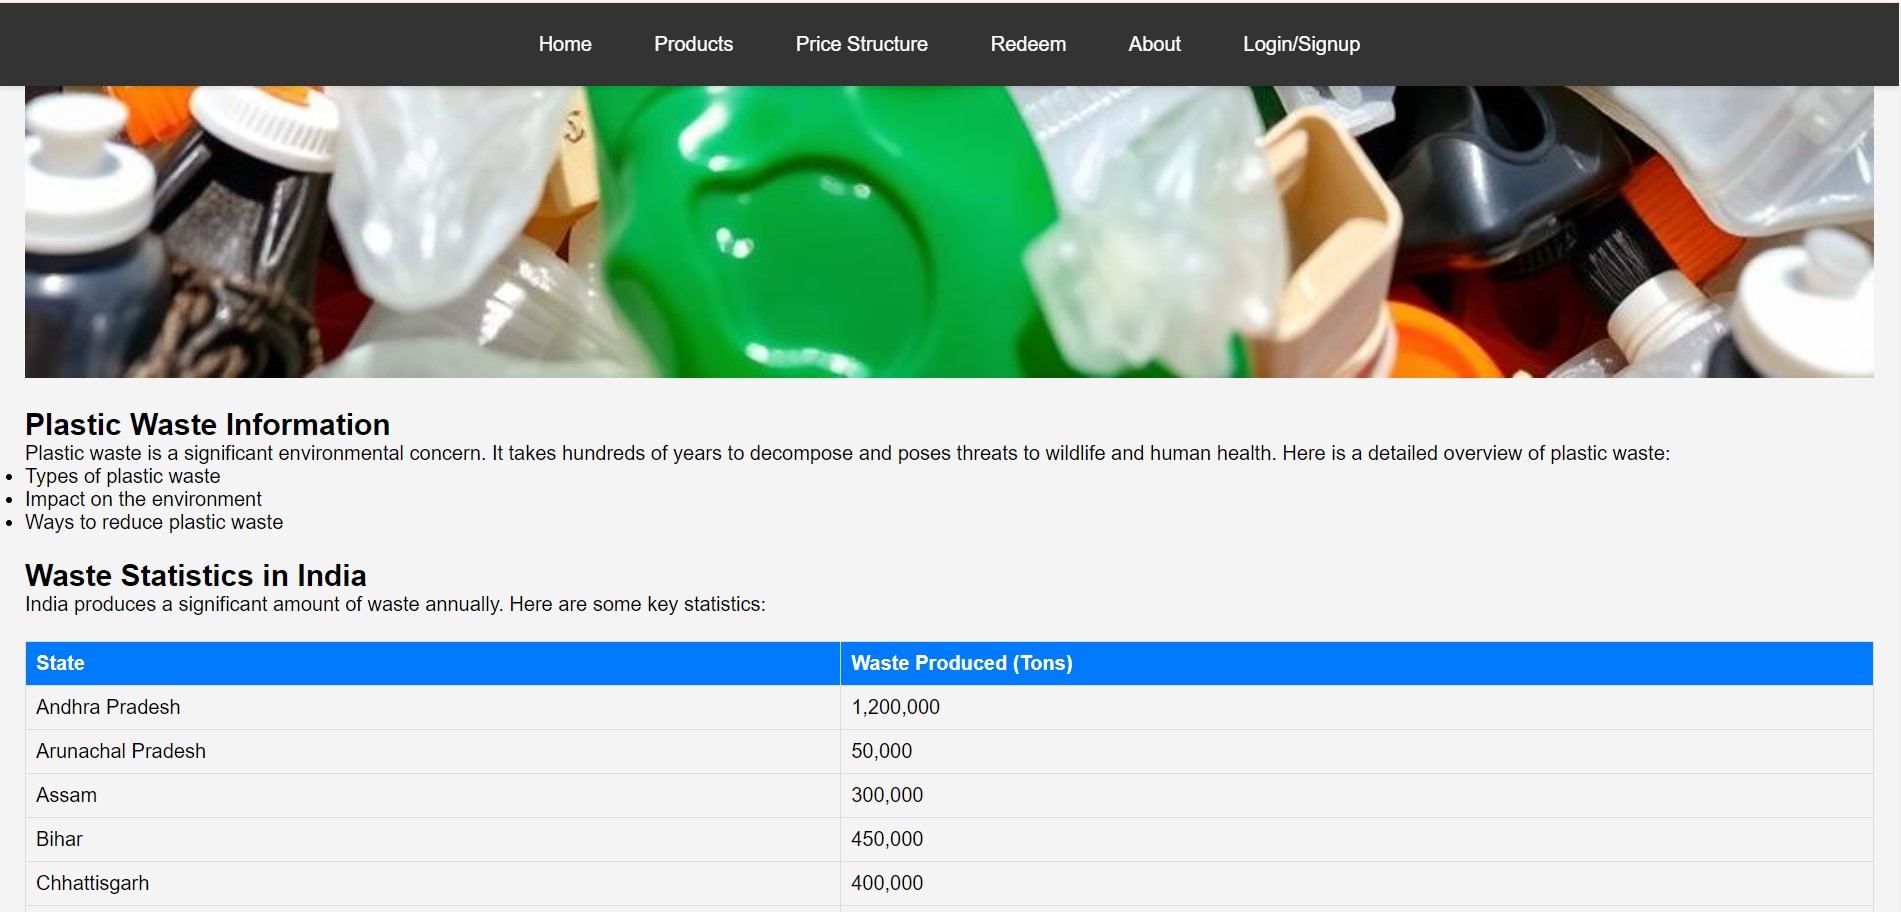 Home Products Price Structure Redeem About Login/Signup
Plastic Waste Information
Plastic waste is a significant environmental concern. It takes hundreds of years to decompose and poses threats to wildlife and human health. Here is a detailed overview of plastic waste:
• Types of plastic waste
• Impact on the environment
• Ways to reduce plastic waste
Waste Statistics in India
India produces a significant amount of waste annually. Here are some key statistics:
State Waste Produced (Tons)
Andhra Pradesh 1,200,000
Arunachal Pradesh 50,000
Assam 300,000
Bihar 450,000
Chhattisgarh 400,000